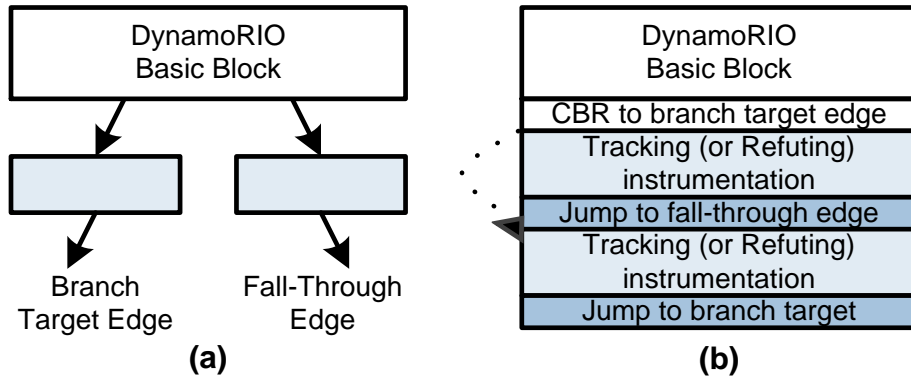 DynamoRIO
Basic Block
Branch
Target Edge
Fall-Through
Edge
(a)
DynamoRIO
Basic Block
CBR to branch target edge
Tracking (or Refuting)
instrumentation
Jump to fall-through edge
Tracking (or Refuting)
instrumentation
Jump to branch target
(b)